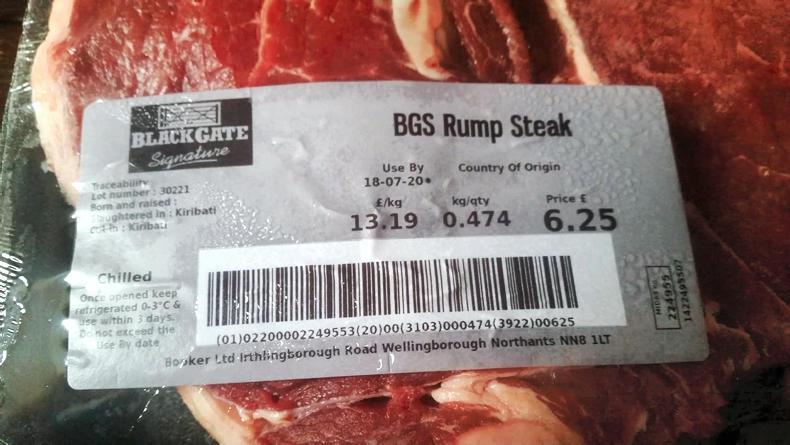 BLACKGATE
Signature
BGS Rump Steak
Use By
18-07-20•
Country Of Origin
Traceability
Lot number : 30221
Born and raised :
Slaughtered in : Kiribati
Cut in : Kiribati
£/kg
13.19
kg/qty
0.474
Price £
6.25
Chilled
Once opened keep
refrigerated 0-3°C &
use within 3 days.
Do not exceed the
Use By date
(01)02200002249553(20)00(3103)000474(3922)00625
Booker Ltd Irthlingborough Road Wellingborough Northants NN8 1LT
224955
1422493507